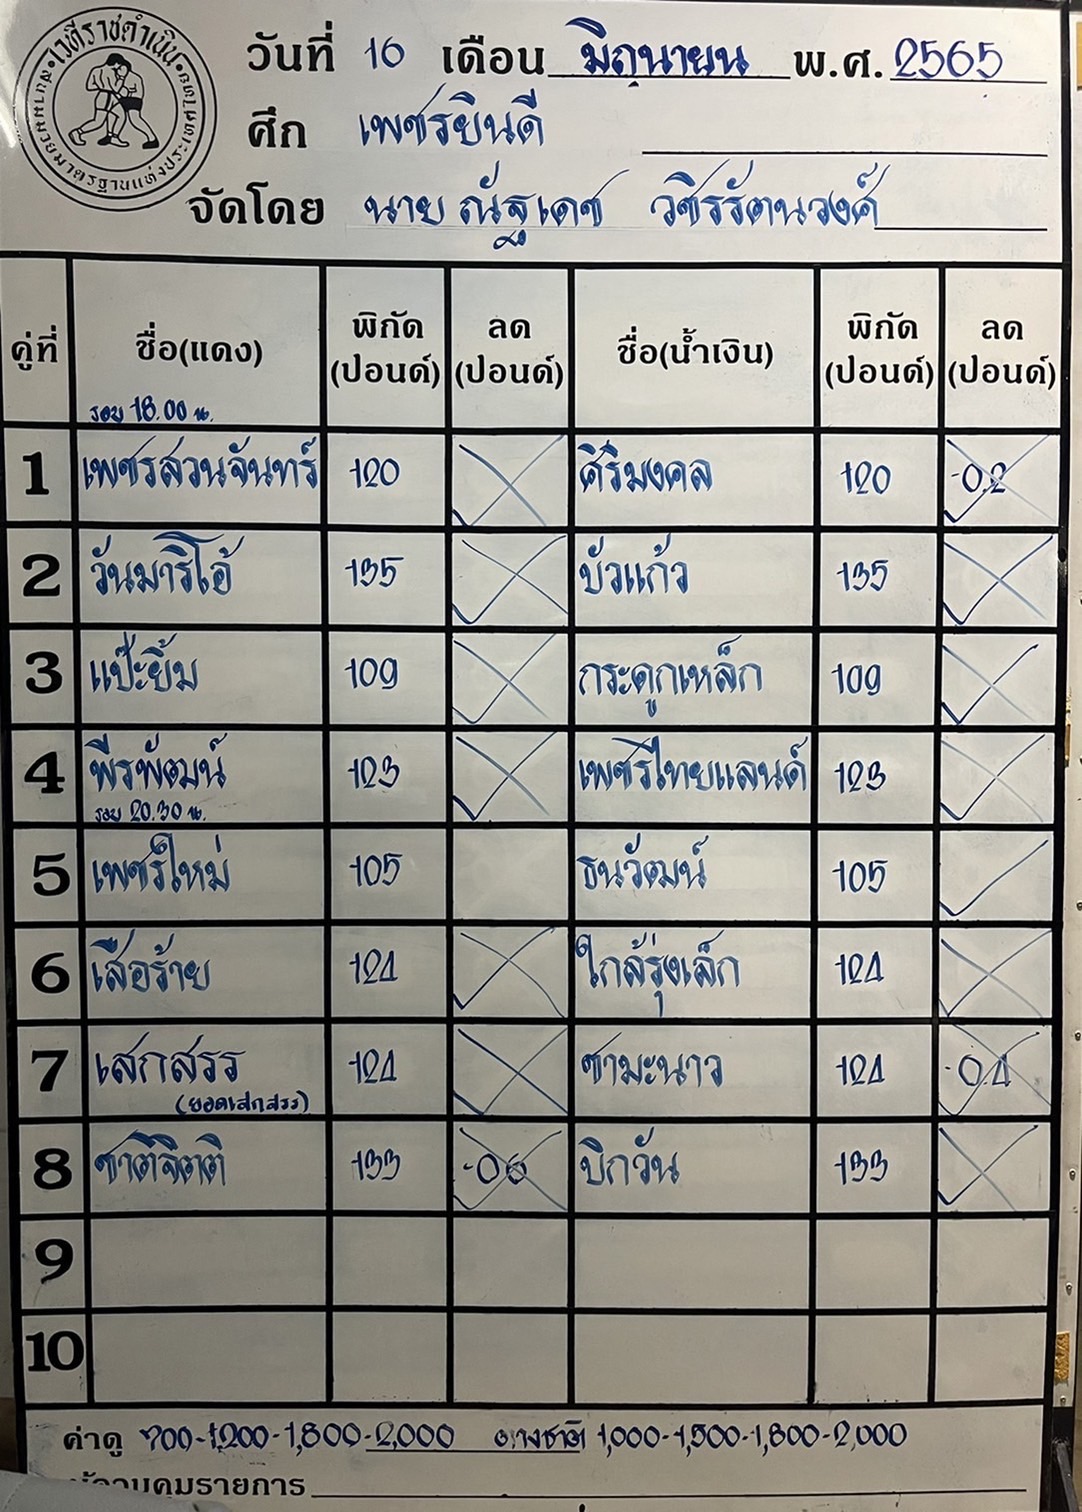 เวทีราชดำเนิน
สนามมวยมาตรฐานแห่งประเทศไทย
วันที่ 16 เดือน มิถุนายน พ.ศ. 2565
ศึก เพชรยินดี
จัดโดย นาย ณัฐเดช วชิรรัตนวงศ์
คู่ที่ ชื่อ(แดง) พิกัด (ปอนด์) ลด (ปอนด์) ชื่อ(น้ำเงิน) พิกัด (ปอนด์) ลด (ปอนด์)
รอบ 18.00 น.
1 เพชรสวนจันทร์ 120 ศิริมงคล 120 -0.2
2 วันมาริโอ้ 135 บัวแก้ว 135
3 แป๊ะยิ้ม 109 กระดูกเหล็ก 109
4 พีรพัฒน์ 123 เพชรไทยแลนด์ 123
รอบ 20.30 น.
5 เพชรใหม่ 105 ธนวัฒน์ 105
6 เสือร้าย 124 ใกล้รุ่งเล็ก 124
7 เสกสรร 124 ชามะนาว 124 -0.4
(ยอดเสกสรร)
8 ชาติจิตติ 133 -06 บิกวัน 133
9
10
ค่าดู 700-1,200-1,800-2,000 ต่างชาติ 1,000-1,500-1,800-2,000
ควบคุมรายการ